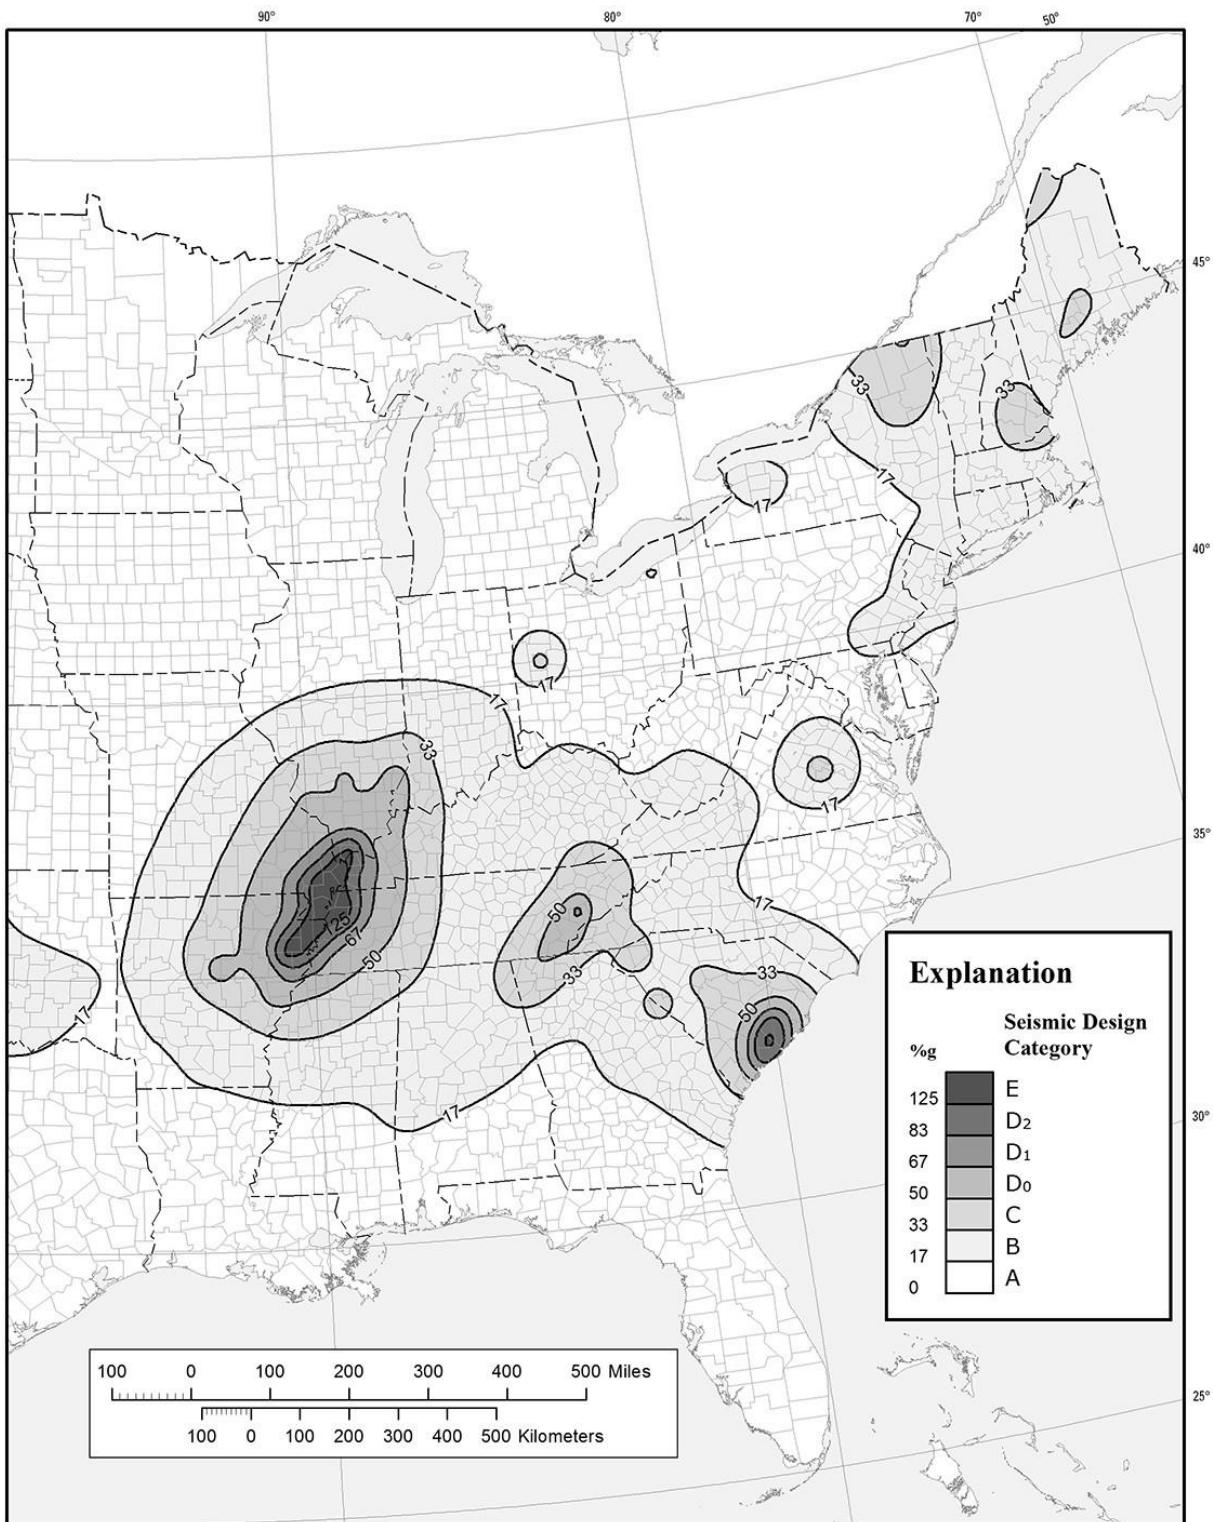 90° 80° 70° 50°
45°
33
33
17
17
40°
17
17
33
17
35°
17
50
125
67
50
33
33
50
17
17
30°
25°
Explanation
%g Seismic Design
Category
125 E
83 D₂
67 D₁
50 D₀
33 C
17 B
0 A
100 0 100 200 300 400 500 Miles
100 0 100 200 300 400 500 Kilometers